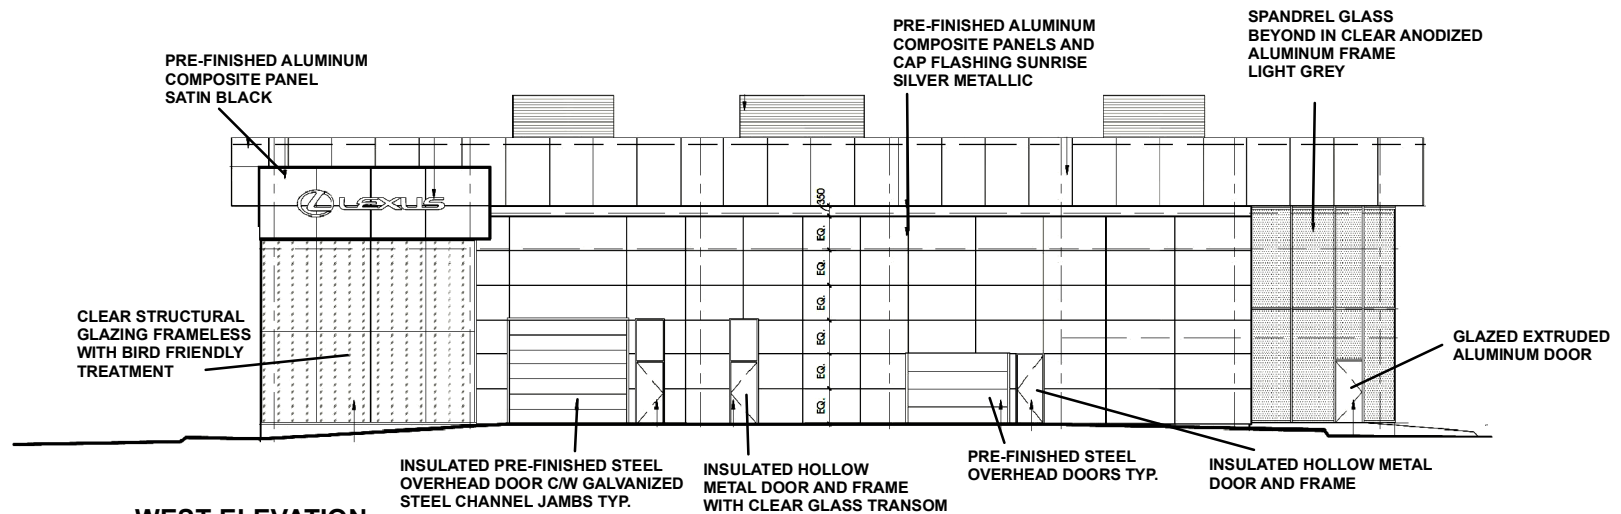 PRE-FINISHED ALUMINUM
COMPOSITE PANEL
SATIN BLACK
PRE-FINISHED ALUMINUM
COMPOSITE PANELS AND
CAP FLASHING SUNRISE
SILVER METALLIC
SPANDREL GLASS
BEYOND IN CLEAR ANODIZED
ALUMINUM FRAME
LIGHT GREY
LEXUS
350
EQ.
EQ.
EQ.
EQ.
EQ.
EQ.
CLEAR STRUCTURAL
GLAZING FRAMELESS
WITH BIRD FRIENDLY
TREATMENT
GLAZED EXTRUDED
ALUMINUM DOOR
INSULATED PRE-FINISHED STEEL
OVERHEAD DOOR C/W GALVANIZED
STEEL CHANNEL JAMBS TYP.
INSULATED HOLLOW
METAL DOOR AND FRAME
WITH CLEAR GLASS TRANSOM
PRE-FINISHED STEEL
OVERHEAD DOORS TYP.
INSULATED HOLLOW METAL
DOOR AND FRAME
WEST ELEVATION